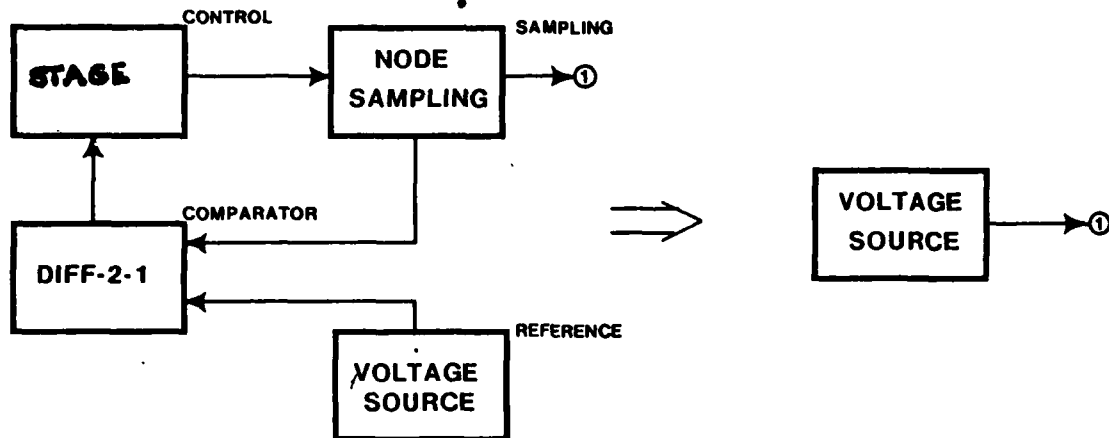 CONTROL
STAGE
NODE
SAMPLING
SAMPLING
1
COMPARATOR
DIFF-2-1
REFERENCE
VOLTAGE
SOURCE
VOLTAGE
SOURCE
1